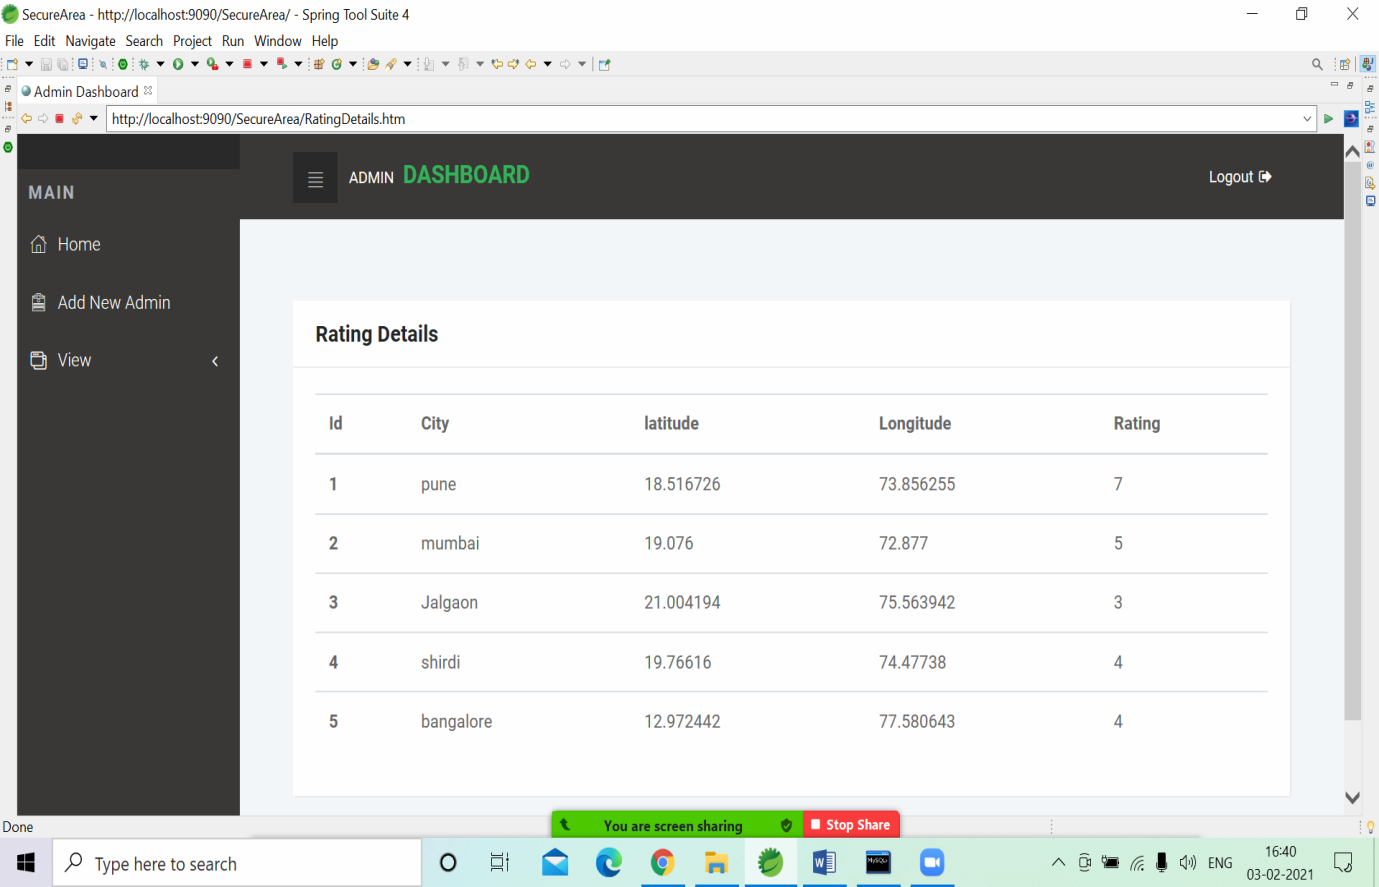 SecureArea - http://localhost:9090/SecureArea/ - Spring Tool Suite 4
File Edit Navigate Search Project Run Window Help
Admin Dashboard
http://localhost:9090/SecureArea/RatingDetails.htm
MAIN
ADMIN DASHBOARD
Logout
Home
Add New Admin
View
Rating Details
Id City latitude Longitude Rating
1 pune 18.516726 73.856255 7
2 mumbai 19.076 72.877 5
3 Jalgaon 21.004194 75.563942 3
4 shirdi 19.76616 74.47738 4
5 bangalore 12.972442 77.580643 4
Done
You are screen sharing
Stop Share
Type here to search
MySQL
ENG
16:40
03-02-2021